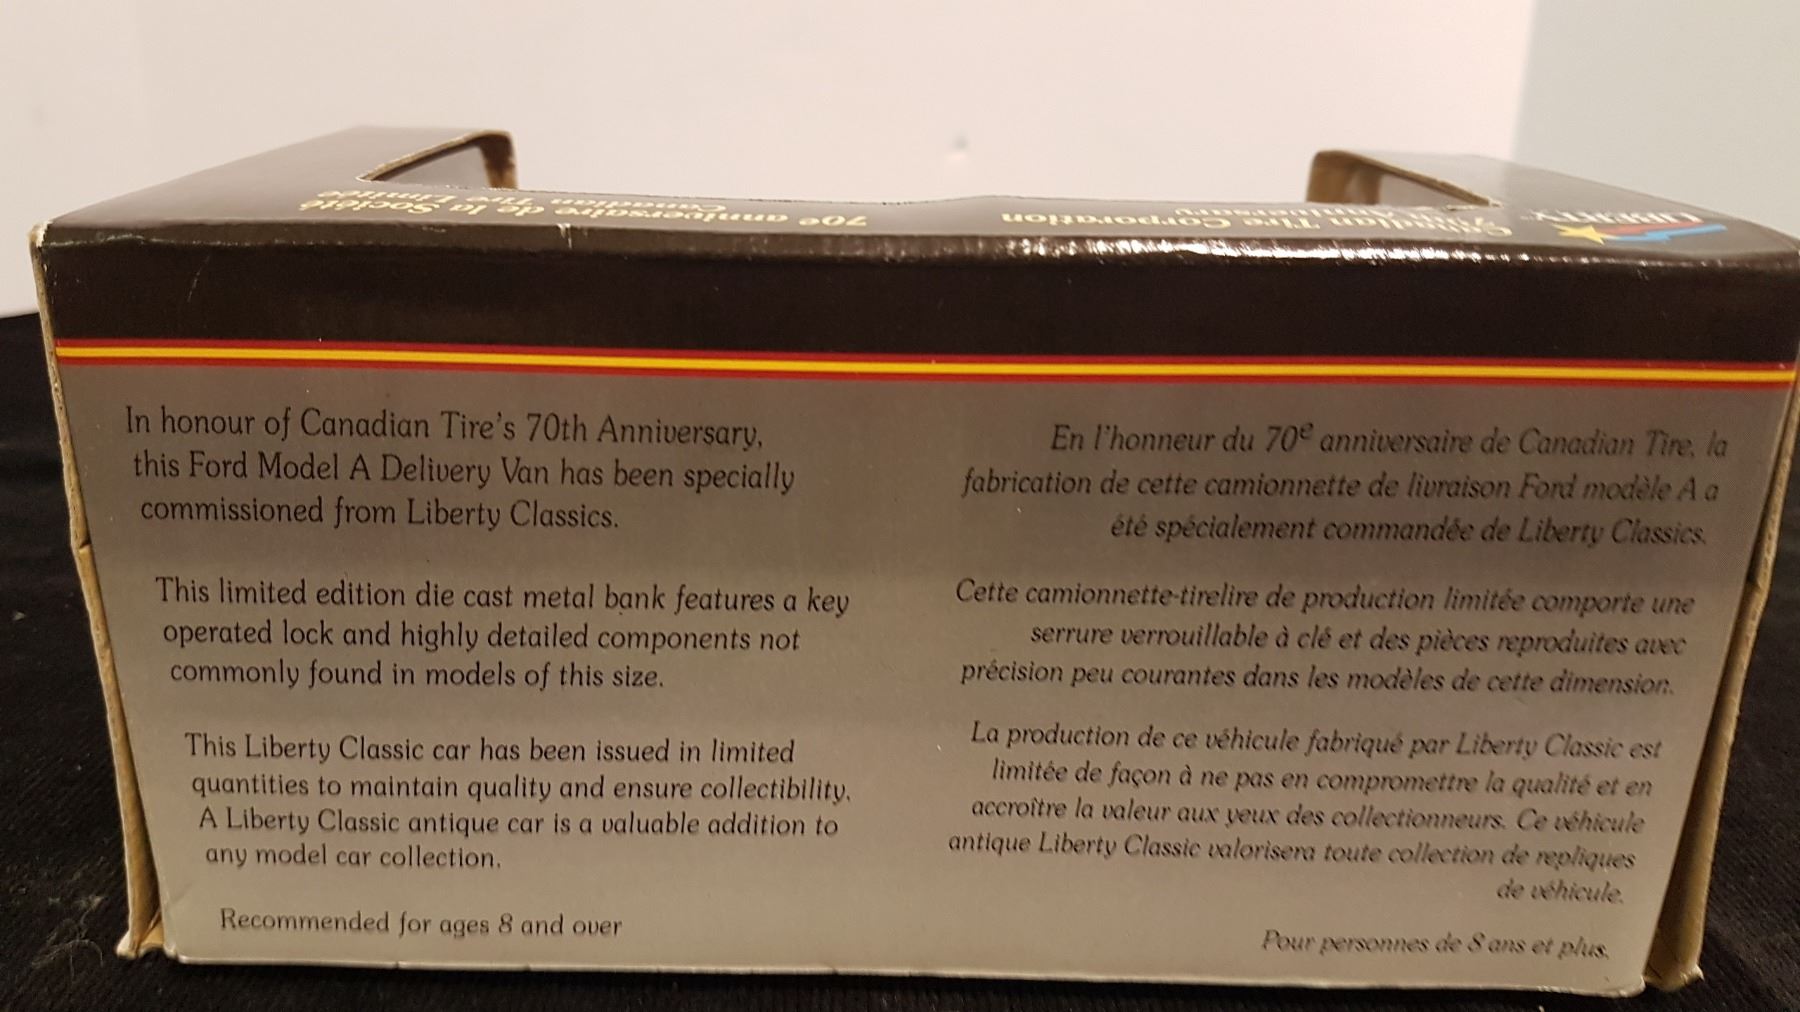 70e anniversaire de la Société
Canadian Tire Limitée
Canadian Tire Corporation
70th Anniversary
LIBERTY
In honour of Canadian Tire's 70th Anniversary,
this Ford Model A Delivery Van has been specially
commissioned from Liberty Classics.
This limited edition die cast metal bank features a key
operated lock and highly detailed components not
commonly found in models of this size.
This Liberty Classic car has been issued in limited
quantities to maintain quality and ensure collectibility.
A Liberty Classic antique car is a valuable addition to
any model car collection.
Recommended for ages 8 and over
En l'honneur du 70e anniversaire de Canadian Tire, la
fabrication de cette camionnette de livraison Ford modèle A a
été spécialement commandée de Liberty Classics.
Cette camionnette-tirelire de production limitée comporte une
serrure verrouillable à clé et des pièces reproduites avec
précision peu courantes dans les modèles de cette dimension.
La production de ce véhicule fabriqué par Liberty Classic est
limitée de façon à ne pas en compromettre la qualité et en
accroître la valeur aux yeux des collectionneurs. Ce véhicule
antique Liberty Classic valorisera toute collection de repliques
de véhicule.
Pour personnes de 8 ans et plus.